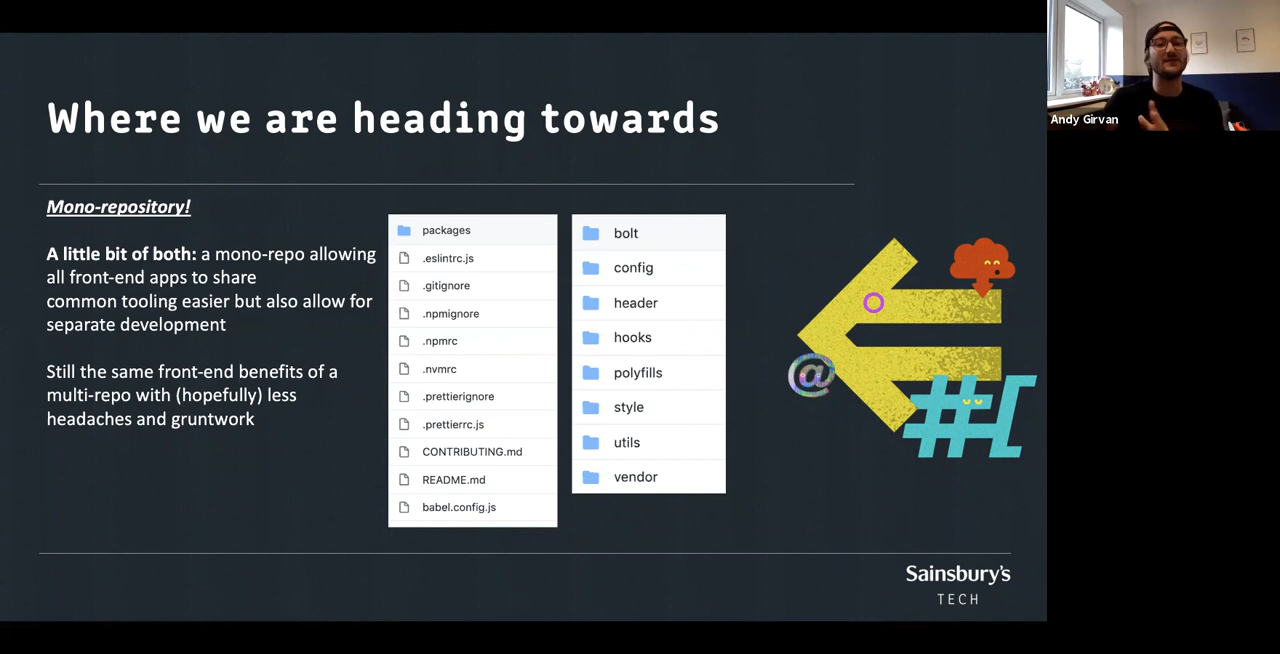 Where we are heading towards
Mono-repository!
A little bit of both: a mono-repo allowing
all front-end apps to share
common tooling easier but also allow for
separate development
Still the same front-end benefits of a
multi-repo with (hopefully) less
headaches and gruntwork
packages
.eslintrc.js
.gitignore
.npmignore
.npmrc
.nvmrc
.prettierignore
.prettierrc.js
CONTRIBUTING.md
README.md
babel.config.js
bolt
config
header
hooks
polyfills
style
utils
vendor
@
#[
Sainsbury's
TECH
Andy Girvan